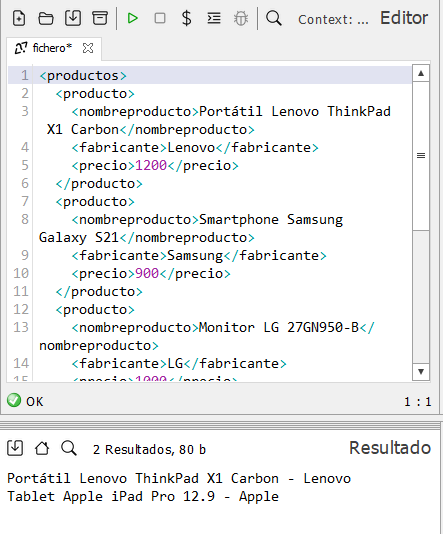 Context: ... Editor
fichero*
1 <productos>
2 <producto>
3 <nombreproducto>Portátil Lenovo ThinkPad
X1 Carbon</nombreproducto>
4 <fabricante>Lenovo</fabricante>
5 <precio>1200</precio>
6 </producto>
7 <producto>
8 <nombreproducto>Smartphone Samsung
Galaxy S21</nombreproducto>
9 <fabricante>Samsung</fabricante>
10 <precio>900</precio>
11 </producto>
12 <producto>
13 <nombreproducto>Monitor LG 27GN950-B</
nombreproducto>
14 <fabricante>LG</fabricante>
15 <precio>1000</precio>
OK 1 : 1
2 Resultados, 80 b Resultado
Portátil Lenovo ThinkPad X1 Carbon - Lenovo
Tablet Apple iPad Pro 12.9 - Apple